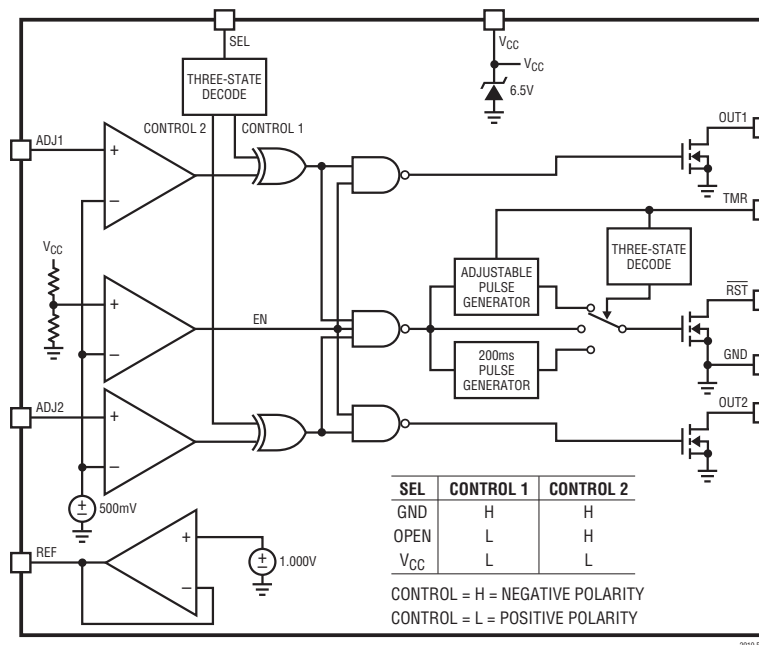 SEL
VCC
VCC
THREE-STATE
DECODE
6.5V
OUT1
CONTROL 2
CONTROL 1
ADJ1
+
–
TMR
THREE-STATE
DECODE
VCC
ADJUSTABLE
PULSE
GENERATOR
+
–
EN
RST
200ms
PULSE
GENERATOR
GND
ADJ2
+
–
OUT2
500mV
SEL CONTROL 1 CONTROL 2
GND H H
OPEN L H
VCC L L
REF
+
–
1.000V
CONTROL = H = NEGATIVE POLARITY
CONTROL = L = POSITIVE POLARITY